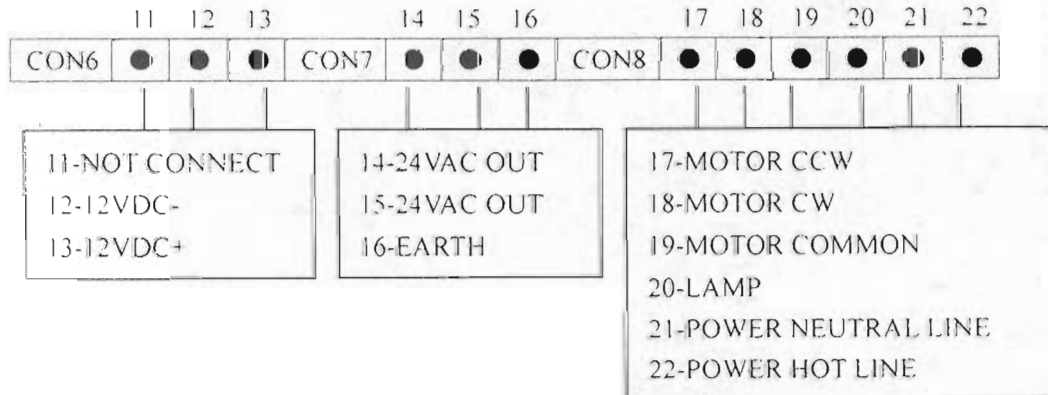 11 12 13 14 15 16 17 18 19 20 21 22
CON6 CON7 CON8
11-NOT CONNECT
12-12VDC-
13-12VDC+
14-24VAC OUT
15-24VAC OUT
16-EARTH
17-MOTOR CCW
18-MOTOR CW
19-MOTOR COMMON
20-LAMP
21-POWER NEUTRAL LINE
22-POWER HOT LINE